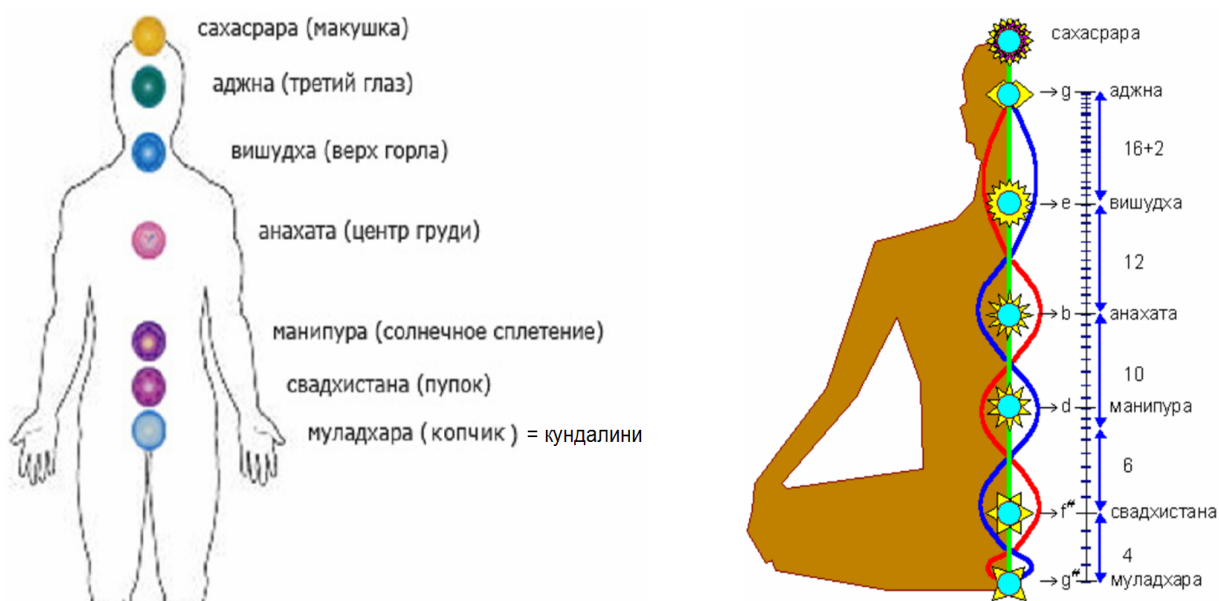 сахасрара (макушка)
аджна (третий глаз)
вишудха (верх горла)
анахата (центр груди)
манипура (солнечное сплетение)
свадхистана (пупок)
муладхара (копчик) = кундалини
сахасрара
g аджна
16+2
e вишудха
12
b анахата
10
d манипура
6
f# свадхистана
4
g# муладхара